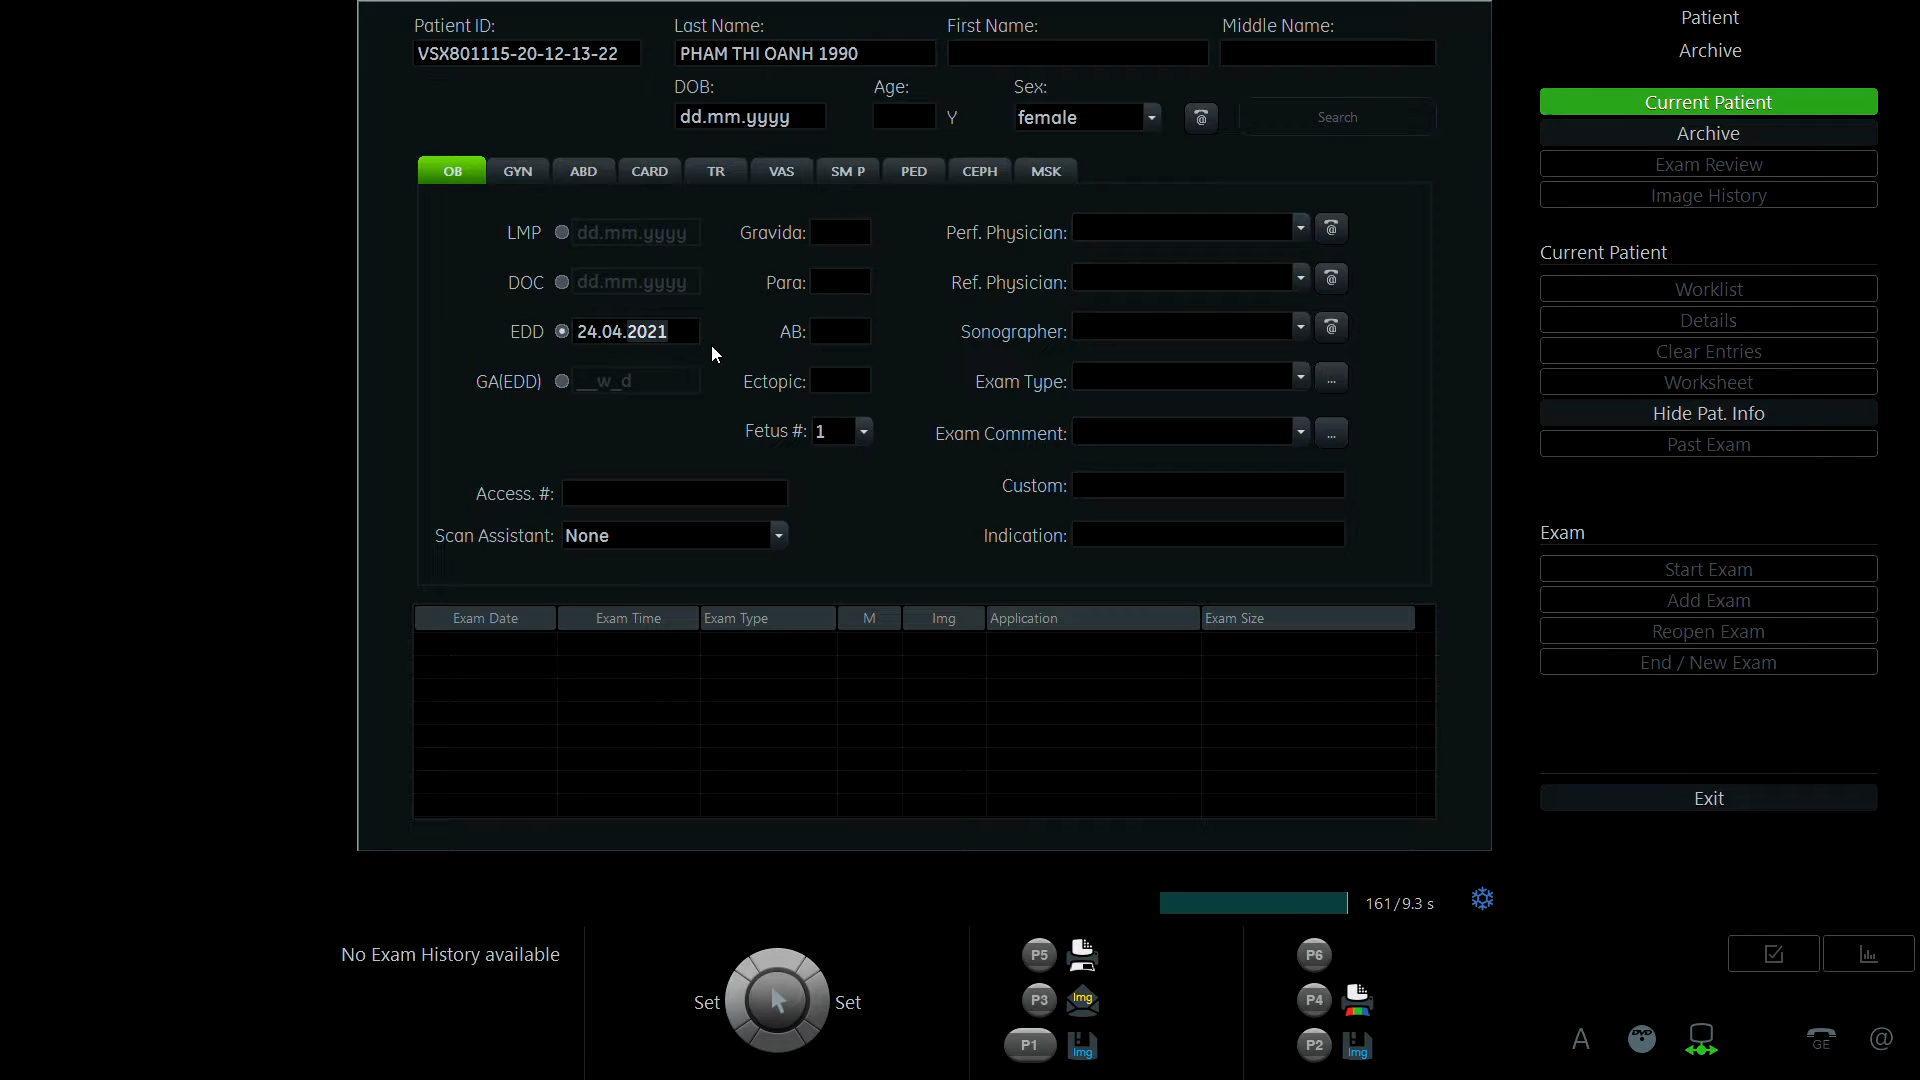 Patient ID: Last Name: First Name: Middle Name:
VSX801115-20-12-13-22 PHAM THI OANH 1990
DOB: Age: Sex:
dd.mm.yyyy Y female @ Search
OB GYN ABD CARD TR VAS SM P PED CEPH MSK
LMP dd.mm.yyyy Gravida: Perf. Physician: @
DOC dd.mm.yyyy Para: Ref. Physician: @
EDD 24.04.2021 AB: Sonographer: @
GA(EDD) __w_d Ectopic: Exam Type: ...
Fetus #: 1 Exam Comment: ...
Access. #: Custom:
Scan Assistant: None Indication:
Exam Date Exam Time Exam Type M Img Application Exam Size
161/9.3 s
No Exam History available
Set Set
P5
P3 Img
P1 Img
P6
P4
P2 Img
Patient
Archive
Current Patient
Archive
Exam Review
Image History
Current Patient
Worklist
Details
Clear Entries
Worksheet
Hide Pat. Info
Past Exam
Exam
Start Exam
Add Exam
Reopen Exam
End / New Exam
Exit
A DVD GE @